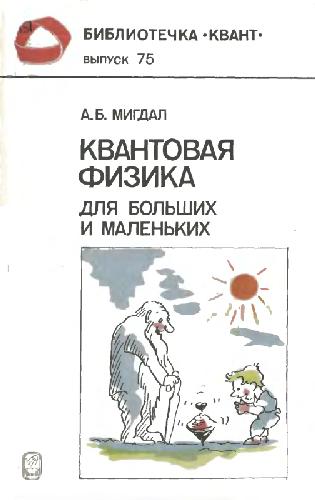 БИБЛИОТЕЧКА «КВАНТ»
ВЫПУСК 75
А.Б. МИГДАЛ
КВАНТОВАЯ
ФИЗИКА
ДЛЯ БОЛЬШИХ
И МАЛЕНЬКИХ